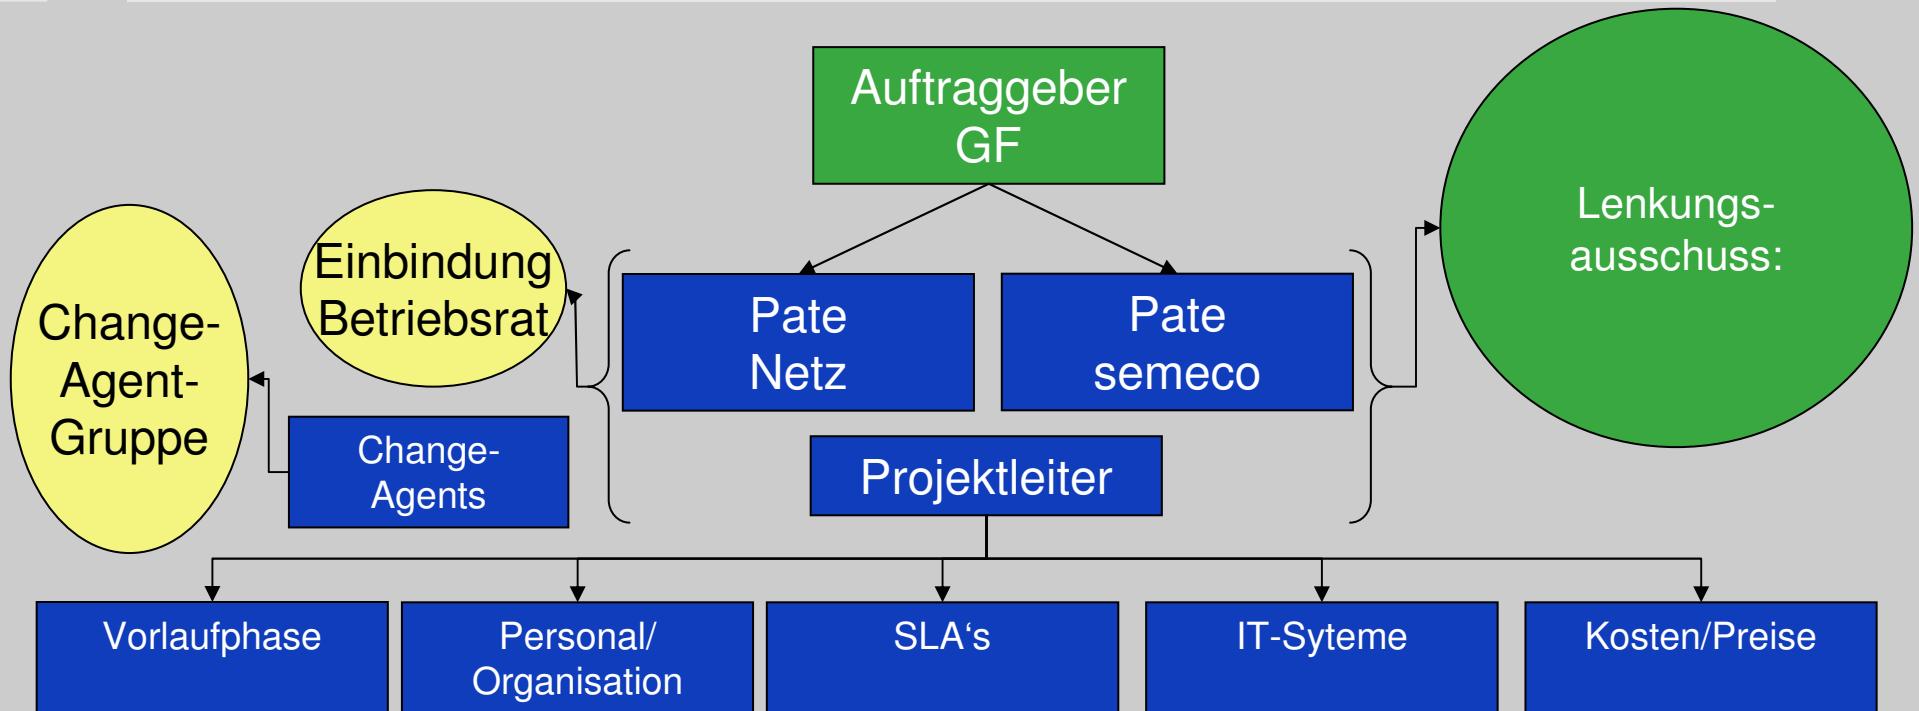 Auftraggeber
GF
Lenkungs-
ausschuss:
Einbindung
Betriebsrat
Change-
Agent-
Gruppe
Pate
Netz
Pate
semeco
Change-
Agents
Projektleiter
Vorlaufphase
Personal/
Organisation
SLA‘s
IT-Syteme
Kosten/Preise